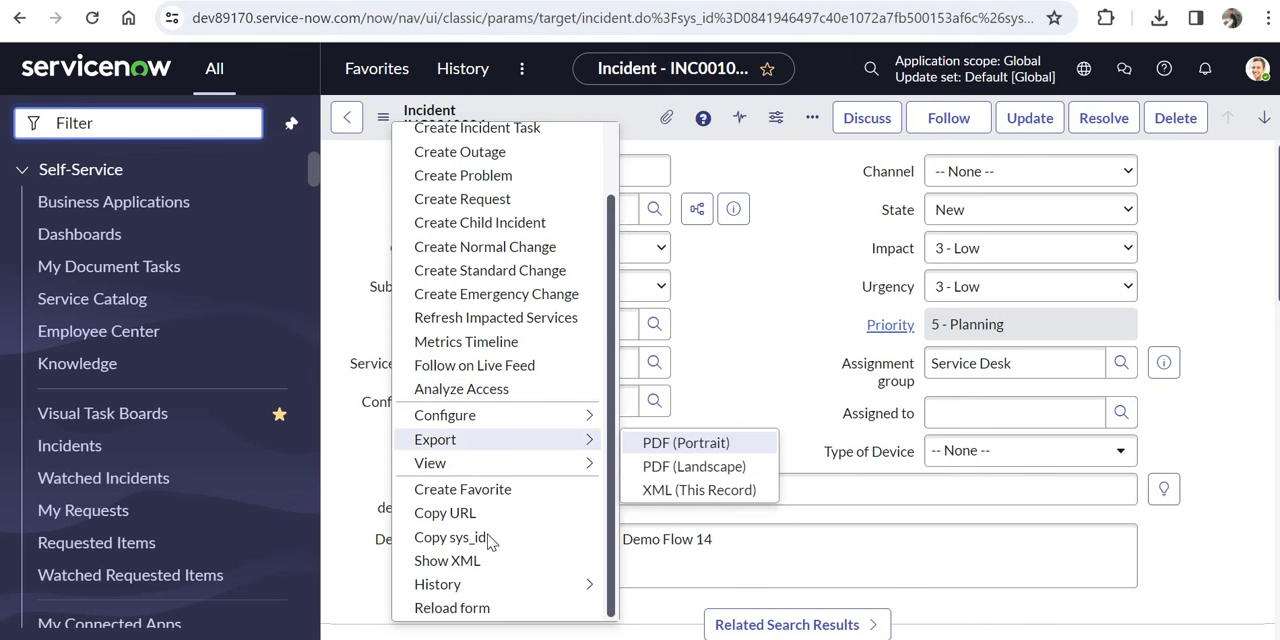 dev89170.service-now.com/now/nav/ui/classic/params/target/incident.do%3Fsys_id%3D0841946497c40e1072a7fb500153af6c%26sys...
servicenow
All
Favorites
History
Incident - INC0010...
Application scope: Global
Update set: Default [Global]
Filter
Incident
Discuss
Follow
Update
Resolve
Delete
Self-Service
Business Applications
Dashboards
My Document Tasks
Service Catalog
Employee Center
Knowledge
Visual Task Boards
Incidents
Watched Incidents
My Requests
Requested Items
Watched Requested Items
My Connected Apps
Create Incident Task
Create Outage
Create Problem
Create Request
Create Child Incident
Create Normal Change
Create Standard Change
Create Emergency Change
Refresh Impacted Services
Metrics Timeline
Follow on Live Feed
Analyze Access
Configure
Export
View
Create Favorite
Copy URL
Copy sys_id
Show XML
History
Reload form
PDF (Portrait)
PDF (Landscape)
XML (This Record)
Sub
Service
Conf
de
De
Demo Flow 14
Channel
-- None --
State
New
Impact
3 - Low
Urgency
3 - Low
Priority
5 - Planning
Assignment
group
Service Desk
Assigned to
Type of Device
-- None --
Related Search Results